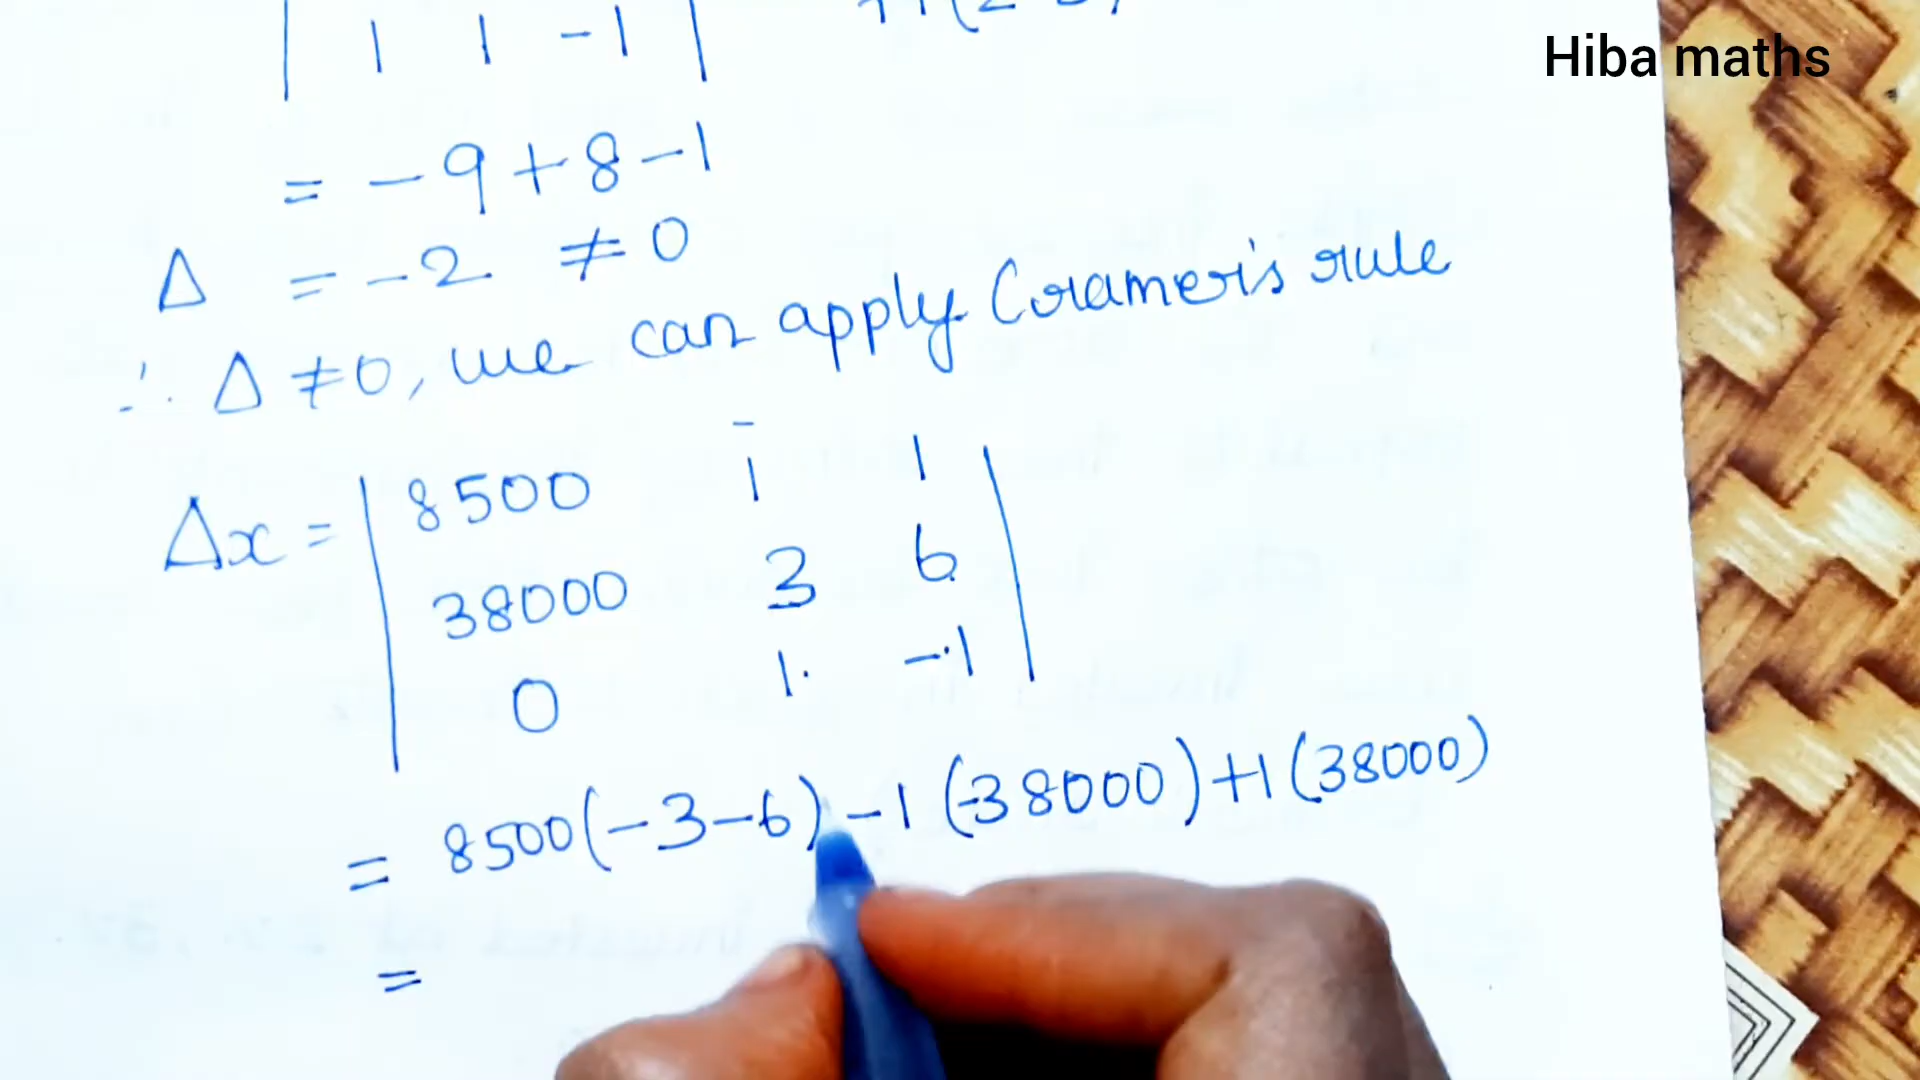 Hiba maths
| 1 1 -1 |
= -9+8-1
Δ = -2 ≠ 0
∴ Δ ≠ 0, we can apply Cramer's rule
Δx = | 8500 1 1 |
| 38000 3 6 |
| 0 1 -1 |
= 8500(-3-6) -1(-38000)+1(38000)
=